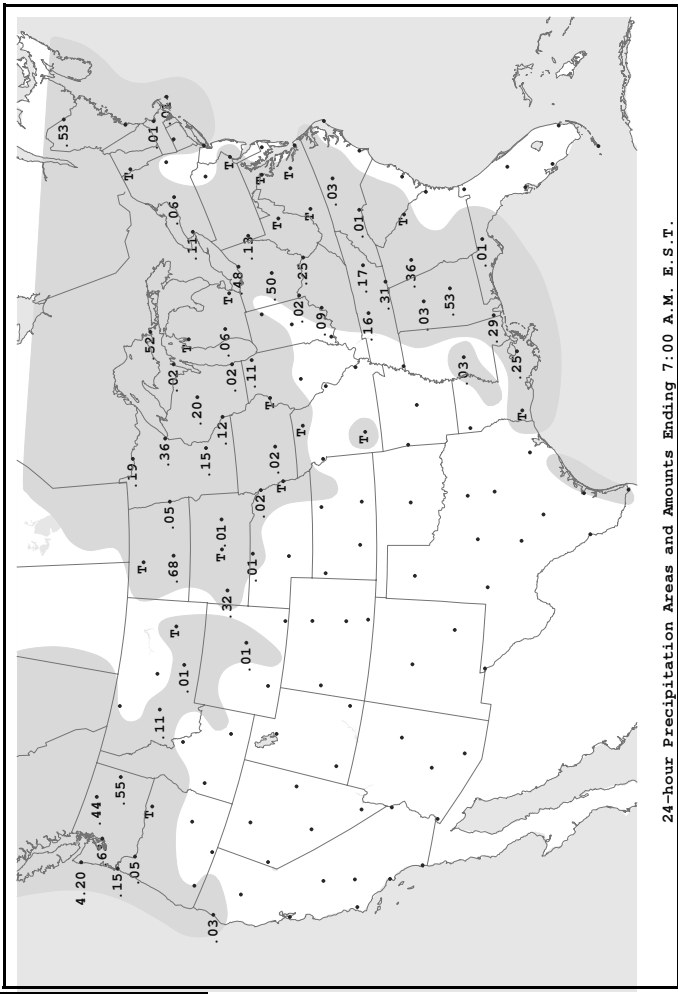 .53
4.20
.44
.15
.55
T
.19
.05
T
T
.52
.01
.11
.36
.05
.68
.02
.06
T
.01
T
.11
.20
.15
.03
T
.01
.12
.06
T
T
.32
.02
.48
.01
.13
.11
.01
.02
T
T
.50
.02
T
T
T
.02
T
.25
T
.09
.03
.01
.17
T
.16
.31
T
.36
.03
.53
.03
.01
.29
.25
T
24-hour Precipitation Areas and Amounts Ending 7:00 A.M. E.S.T.